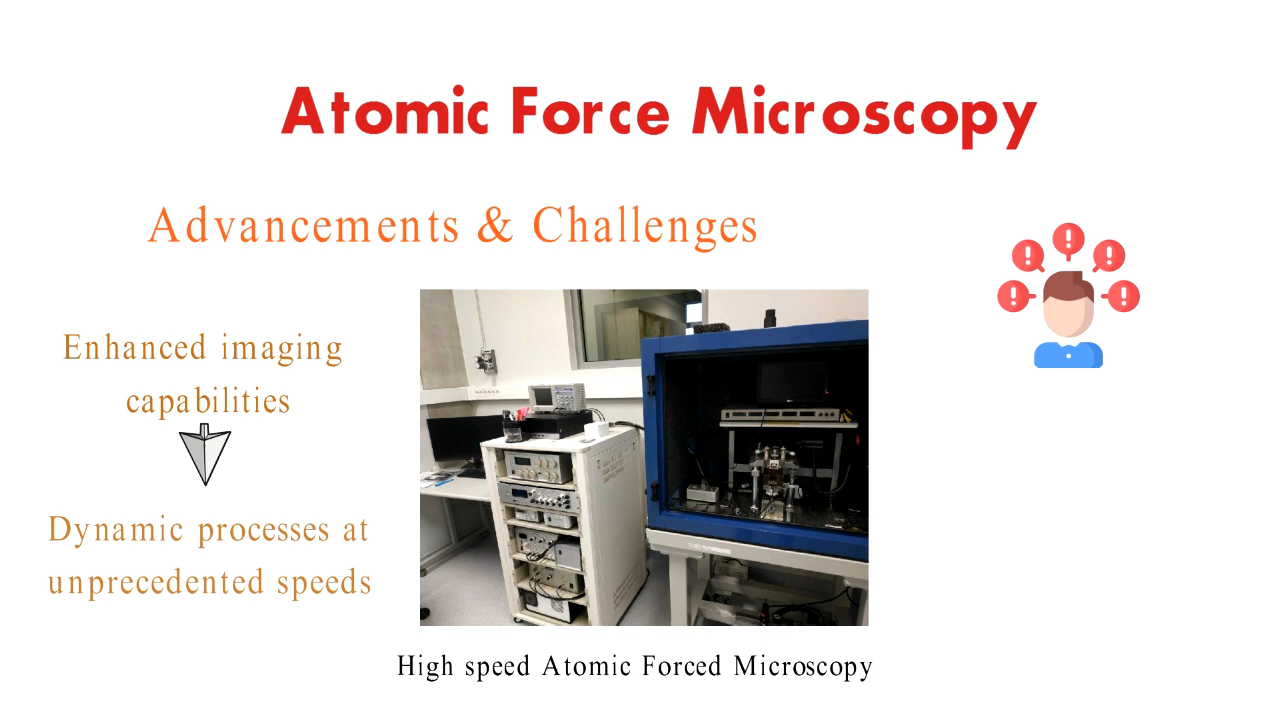 Atomic Force Microscopy
Advancements & Challenges
Enhanced imaging
capabilities
Dynamic processes at
unprecedented speeds
High speed Atomic Forced Microscopy